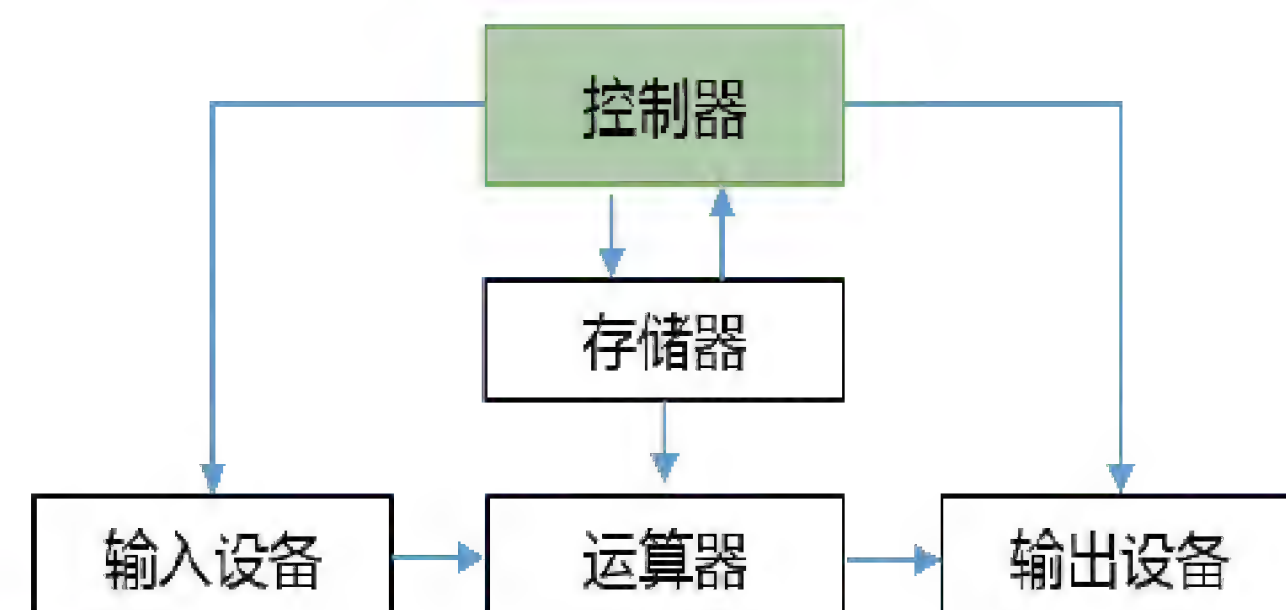 控制器
存储器
输入设备
运算器
输出设备